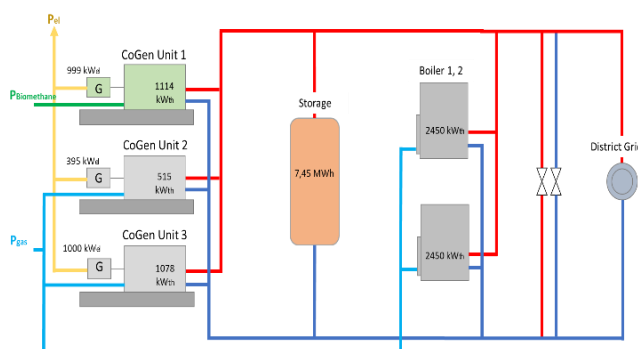 Pel
CoGen Unit 1
999 kWel
G
1114
kWth
PBiomethane
CoGen Unit 2
395 kWel
G
515
kWth
Pgas
CoGen Unit 3
1000 kWel
G
1078
kWth
Storage
7,45 MWh
Boiler 1, 2
2450 kWth
2450 kWth
District Gri